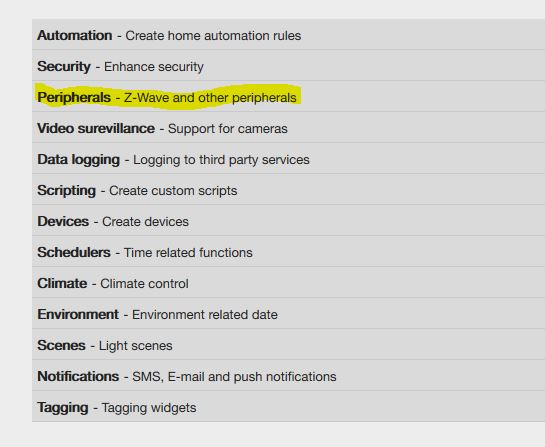 Automation - Create home automation rules
Security - Enhance security
Peripherals - Z-Wave and other peripherals
Video surevillance - Support for cameras
Data logging - Logging to third party services
Scripting - Create custom scripts
Devices - Create devices
Schedulers - Time related functions
Climate - Climate control
Environment - Environment related date
Scenes - Light scenes
Notifications - SMS, E-mail and push notifications
Tagging - Tagging widgets